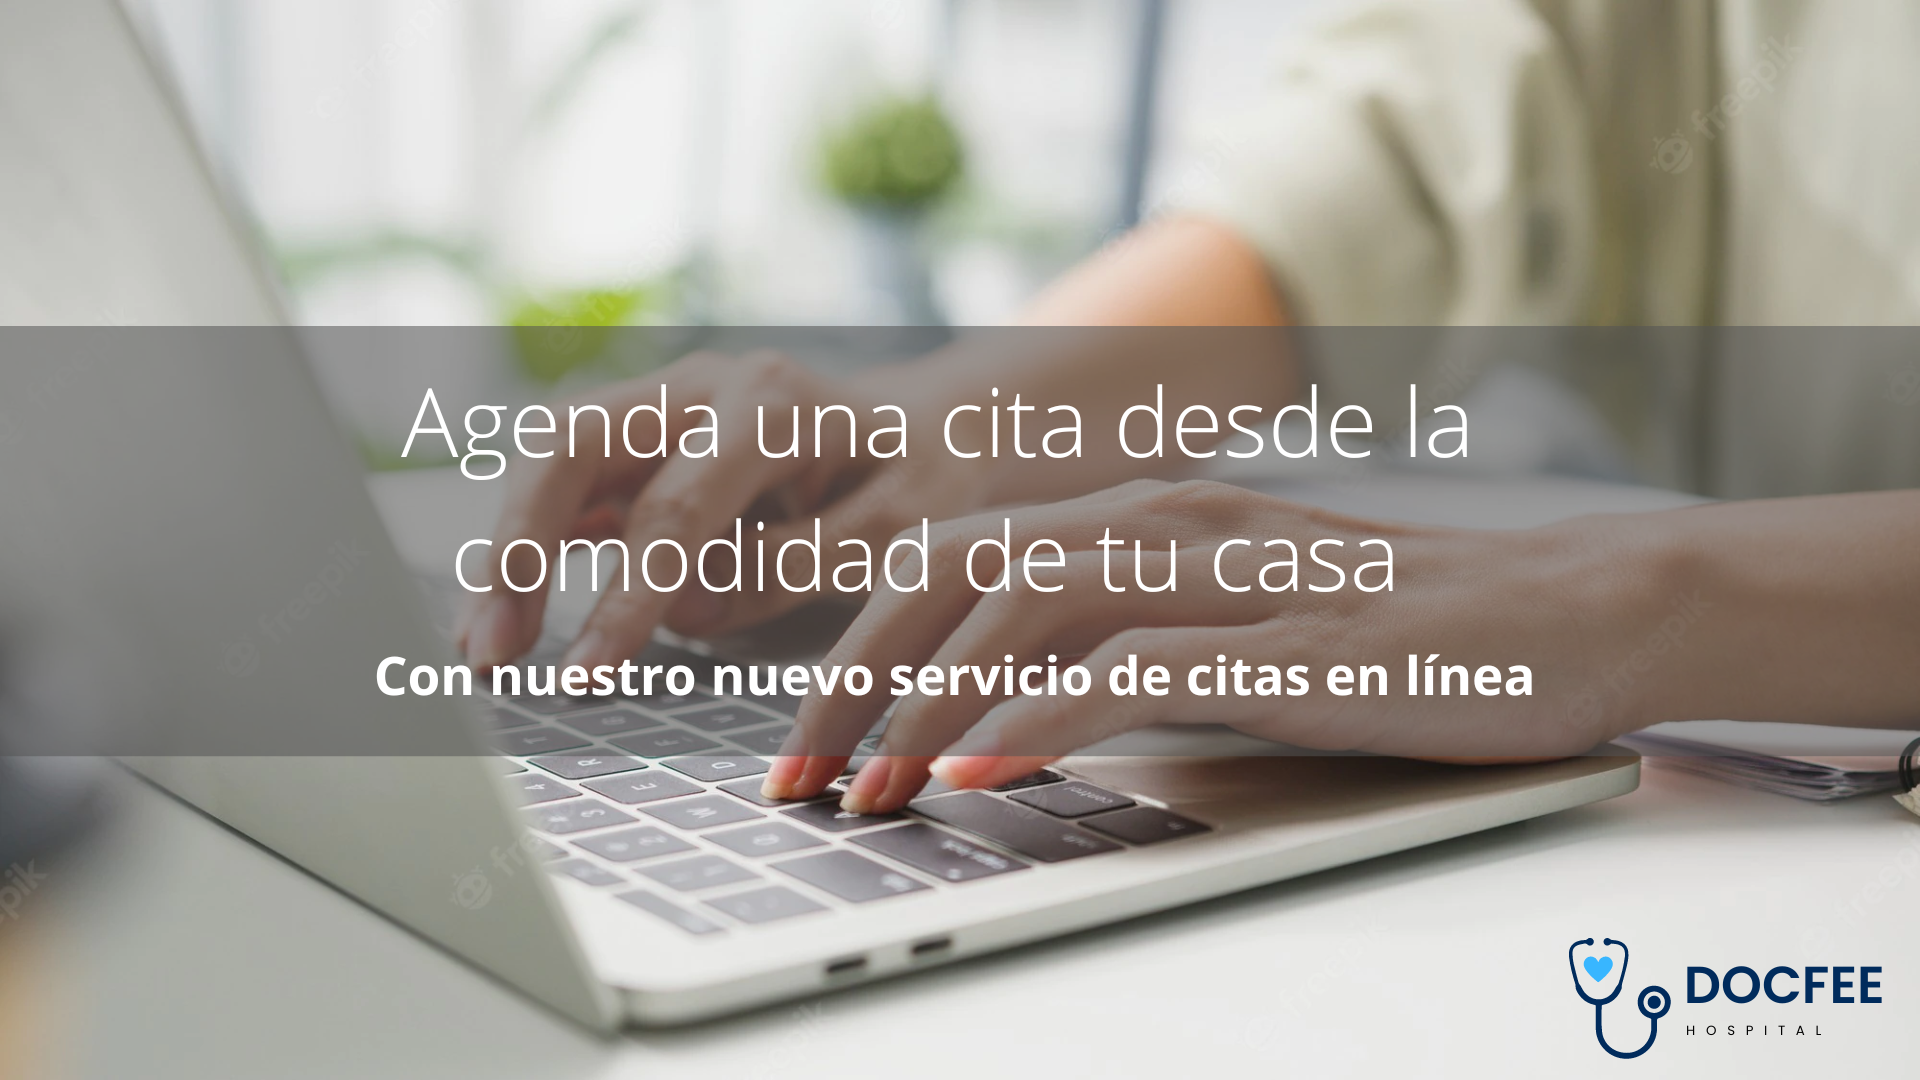 Agenda una cita desde la
comodidad de tu casa
Con nuestro nuevo servicio de citas en línea
DOCFEE
HOSPITAL
freepik